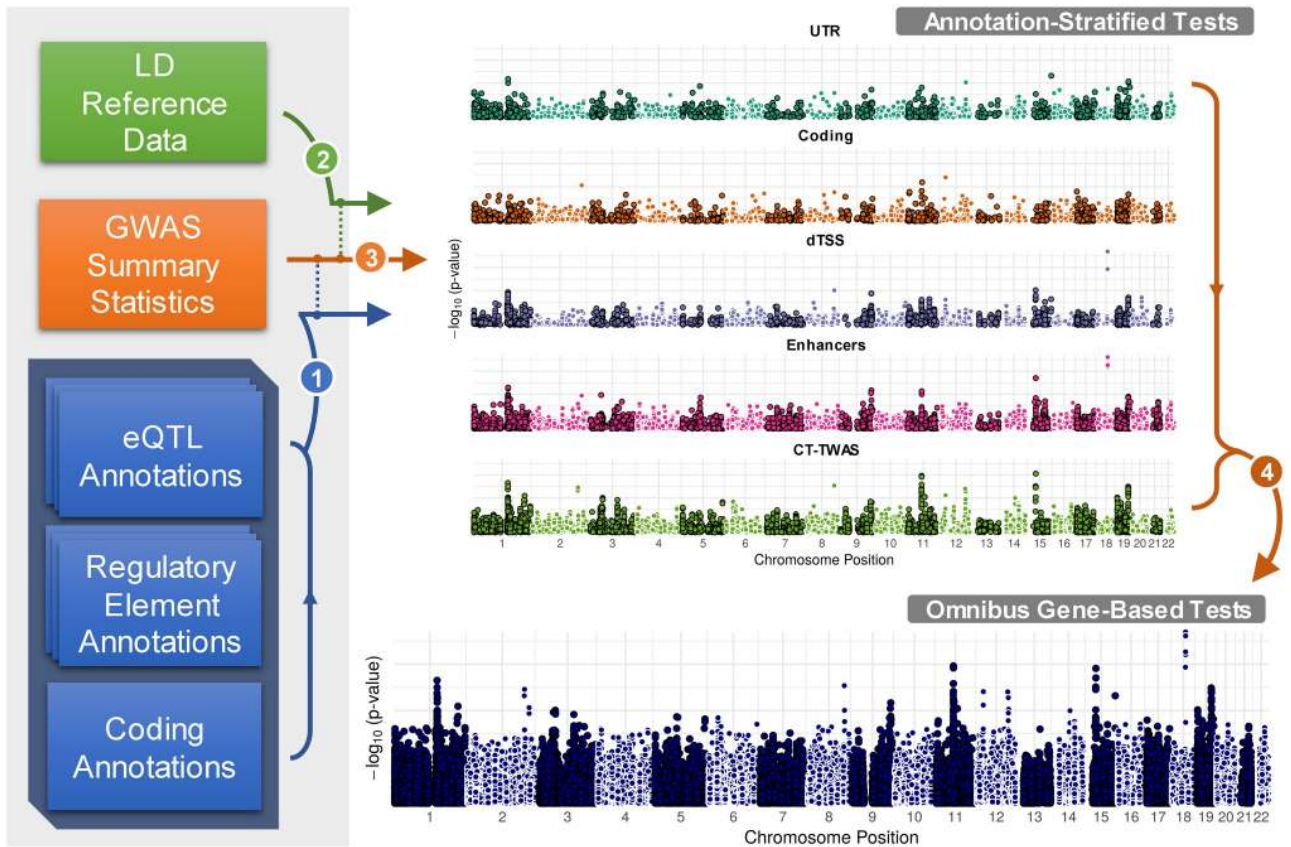 LD
Reference
Data
2
GWAS
Summary
Statistics
3
1
eQTL
Annotations
Regulatory
Element
Annotations
Coding
Annotations
Annotation-Stratified Tests
UTR
Coding
dTSS
−log10 (p-value)
Enhancers
CT-TWAS
1 2 3 4 5 6 7 8 9 10 11 12 13 14 15 16 17 18 19 20 21 22
Chromosome Position
4
Omnibus Gene-Based Tests
−log10 (p-value)
1 2 3 4 5 6 7 8 9 10 11 12 13 14 15 16 17 18 19 20 21 22
Chromosome Position